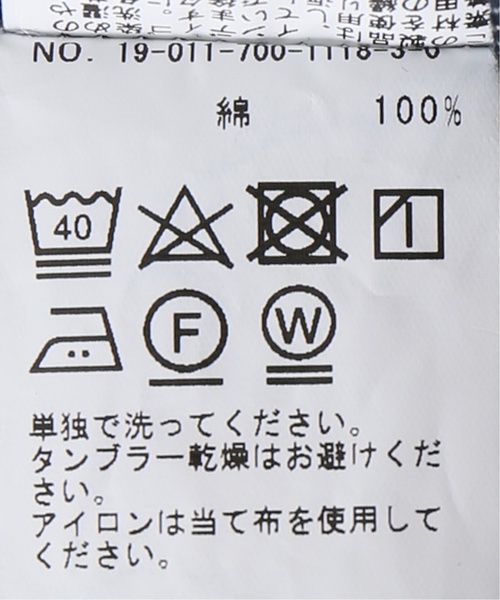 NO. 19-011-700-1118-3-6
綿 100%
40
F W
単独で洗ってください。
タンブラー乾燥はお避けくだ
さい。
アイロンは当て布を使用して
ください。